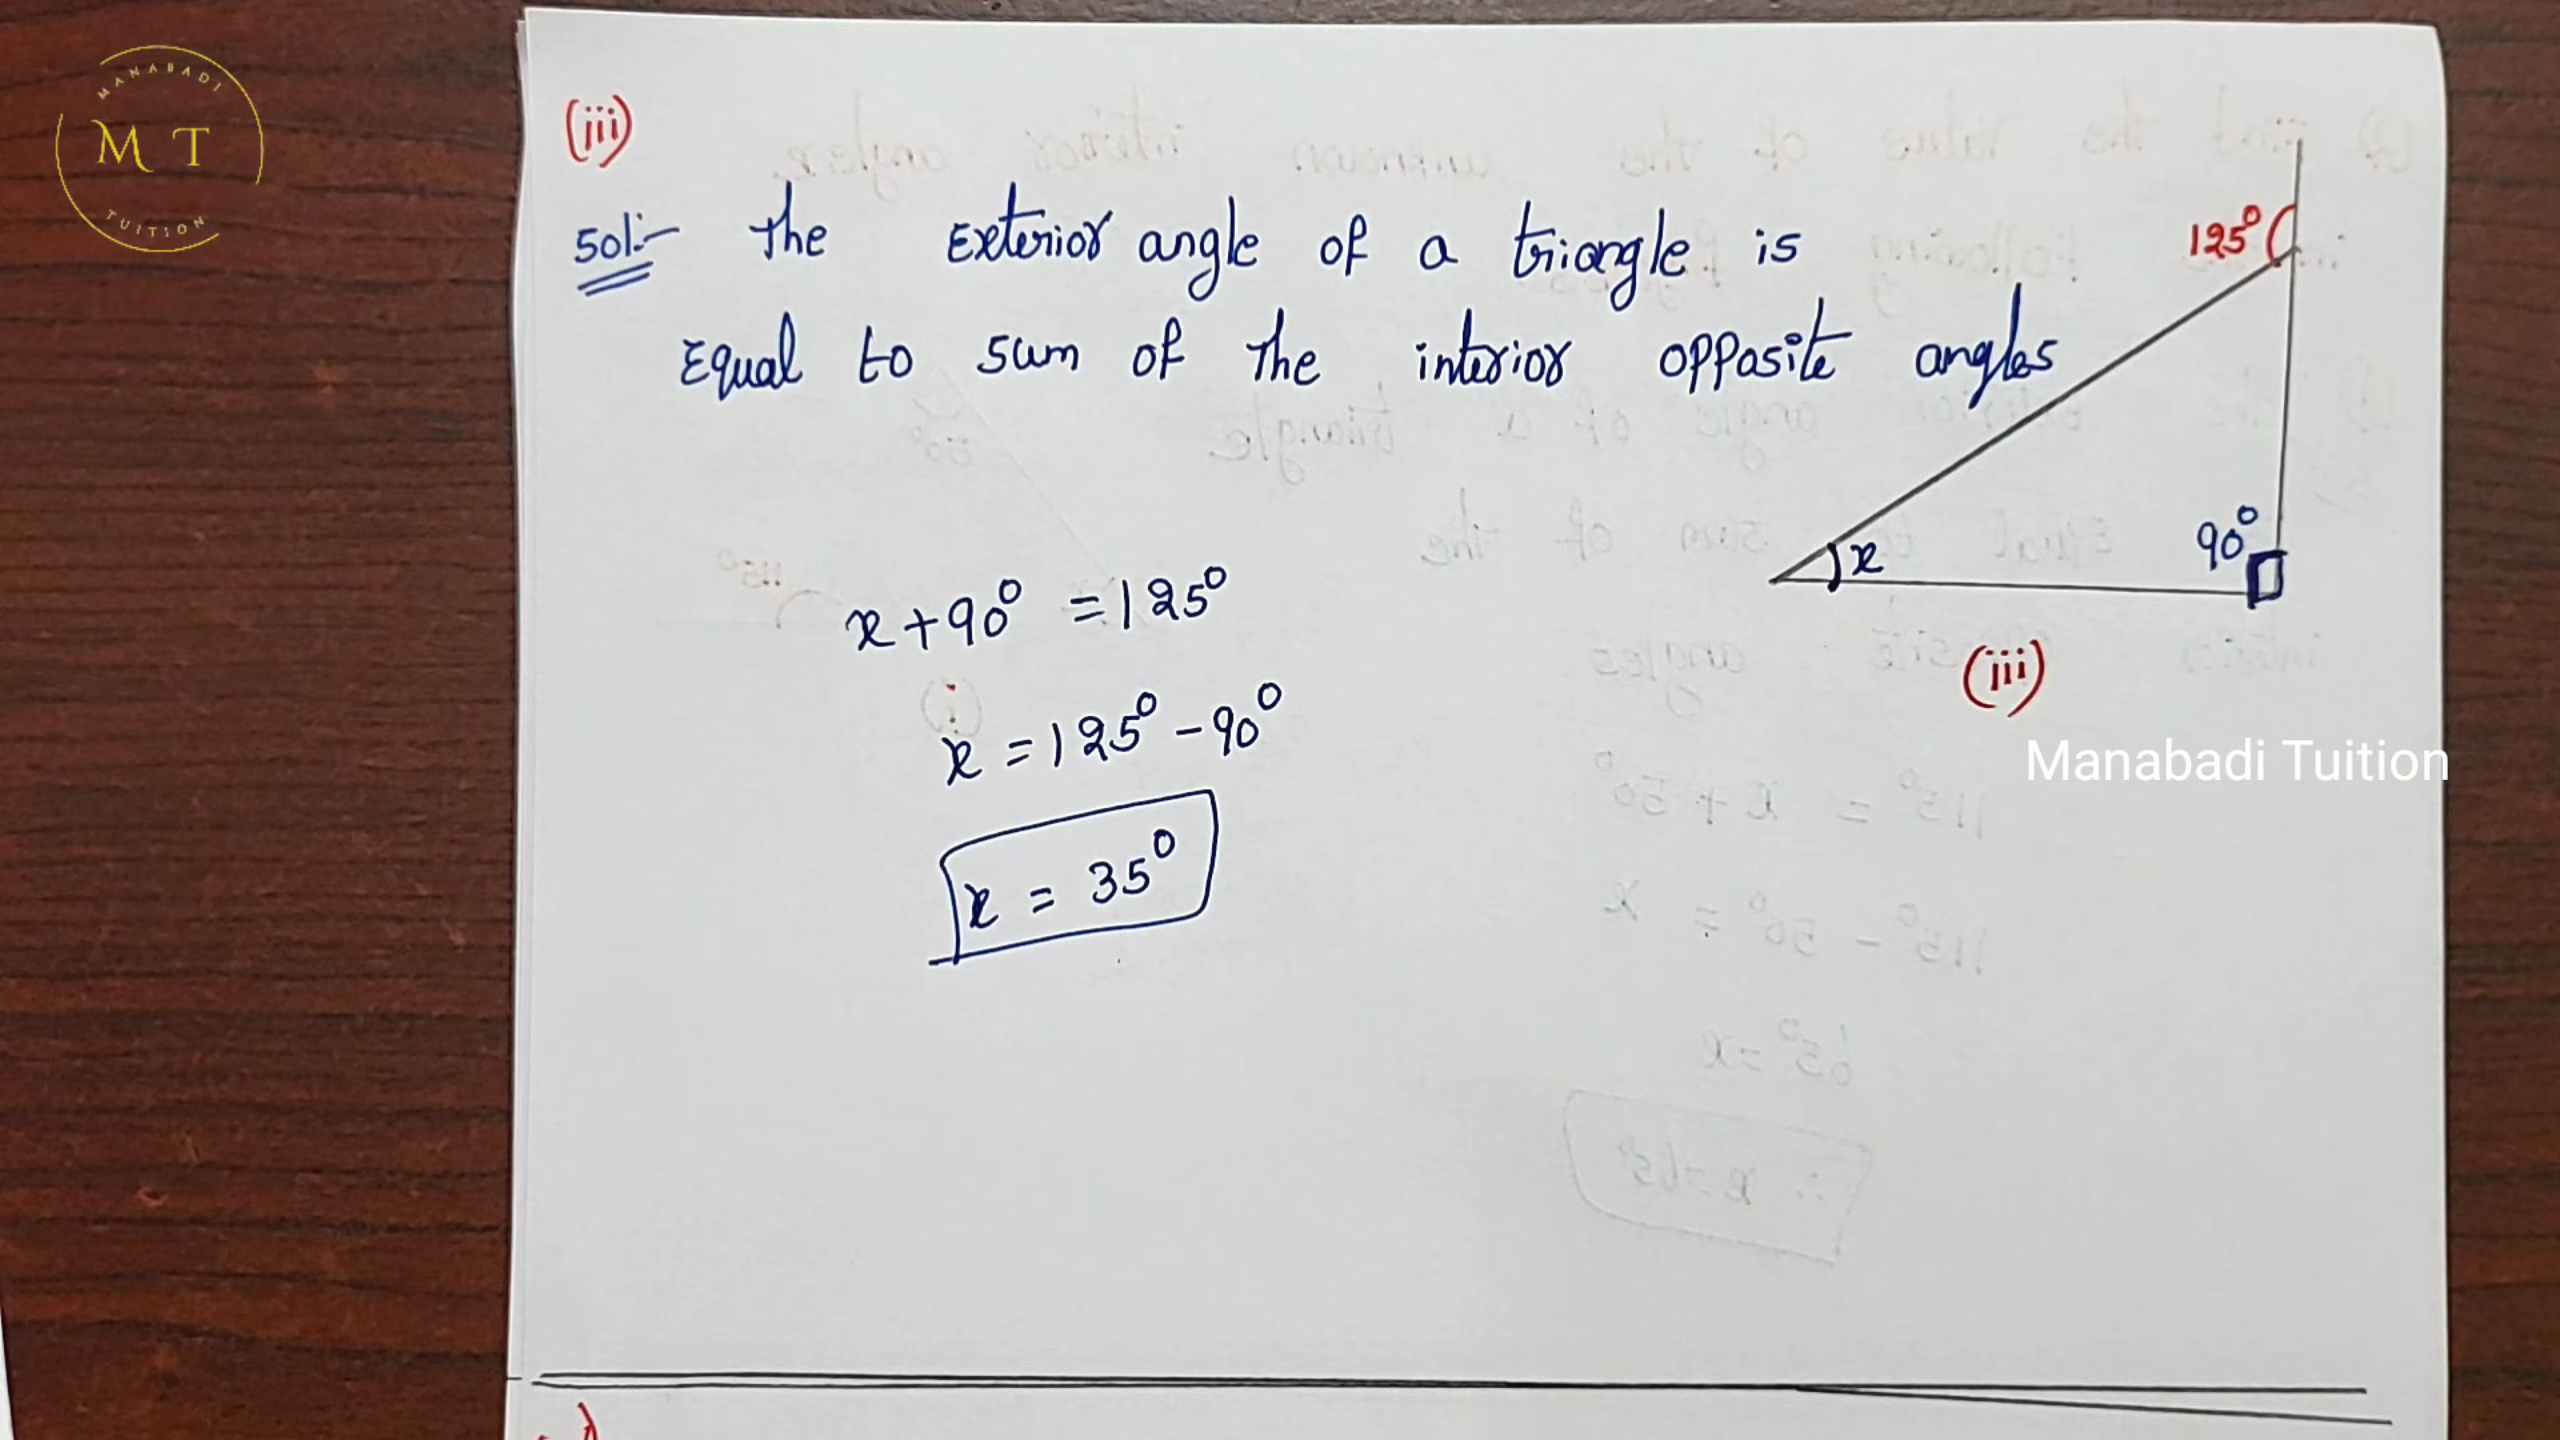 MANABADI
MT
TUITION
(iii)
Sol:- The Exterior angle of a triangle is
Equal to sum of The interior opposite angles
x+90° =125°
x =125° -90°
x = 35°
125°
x
90°
(iii)
Manabadi Tuition